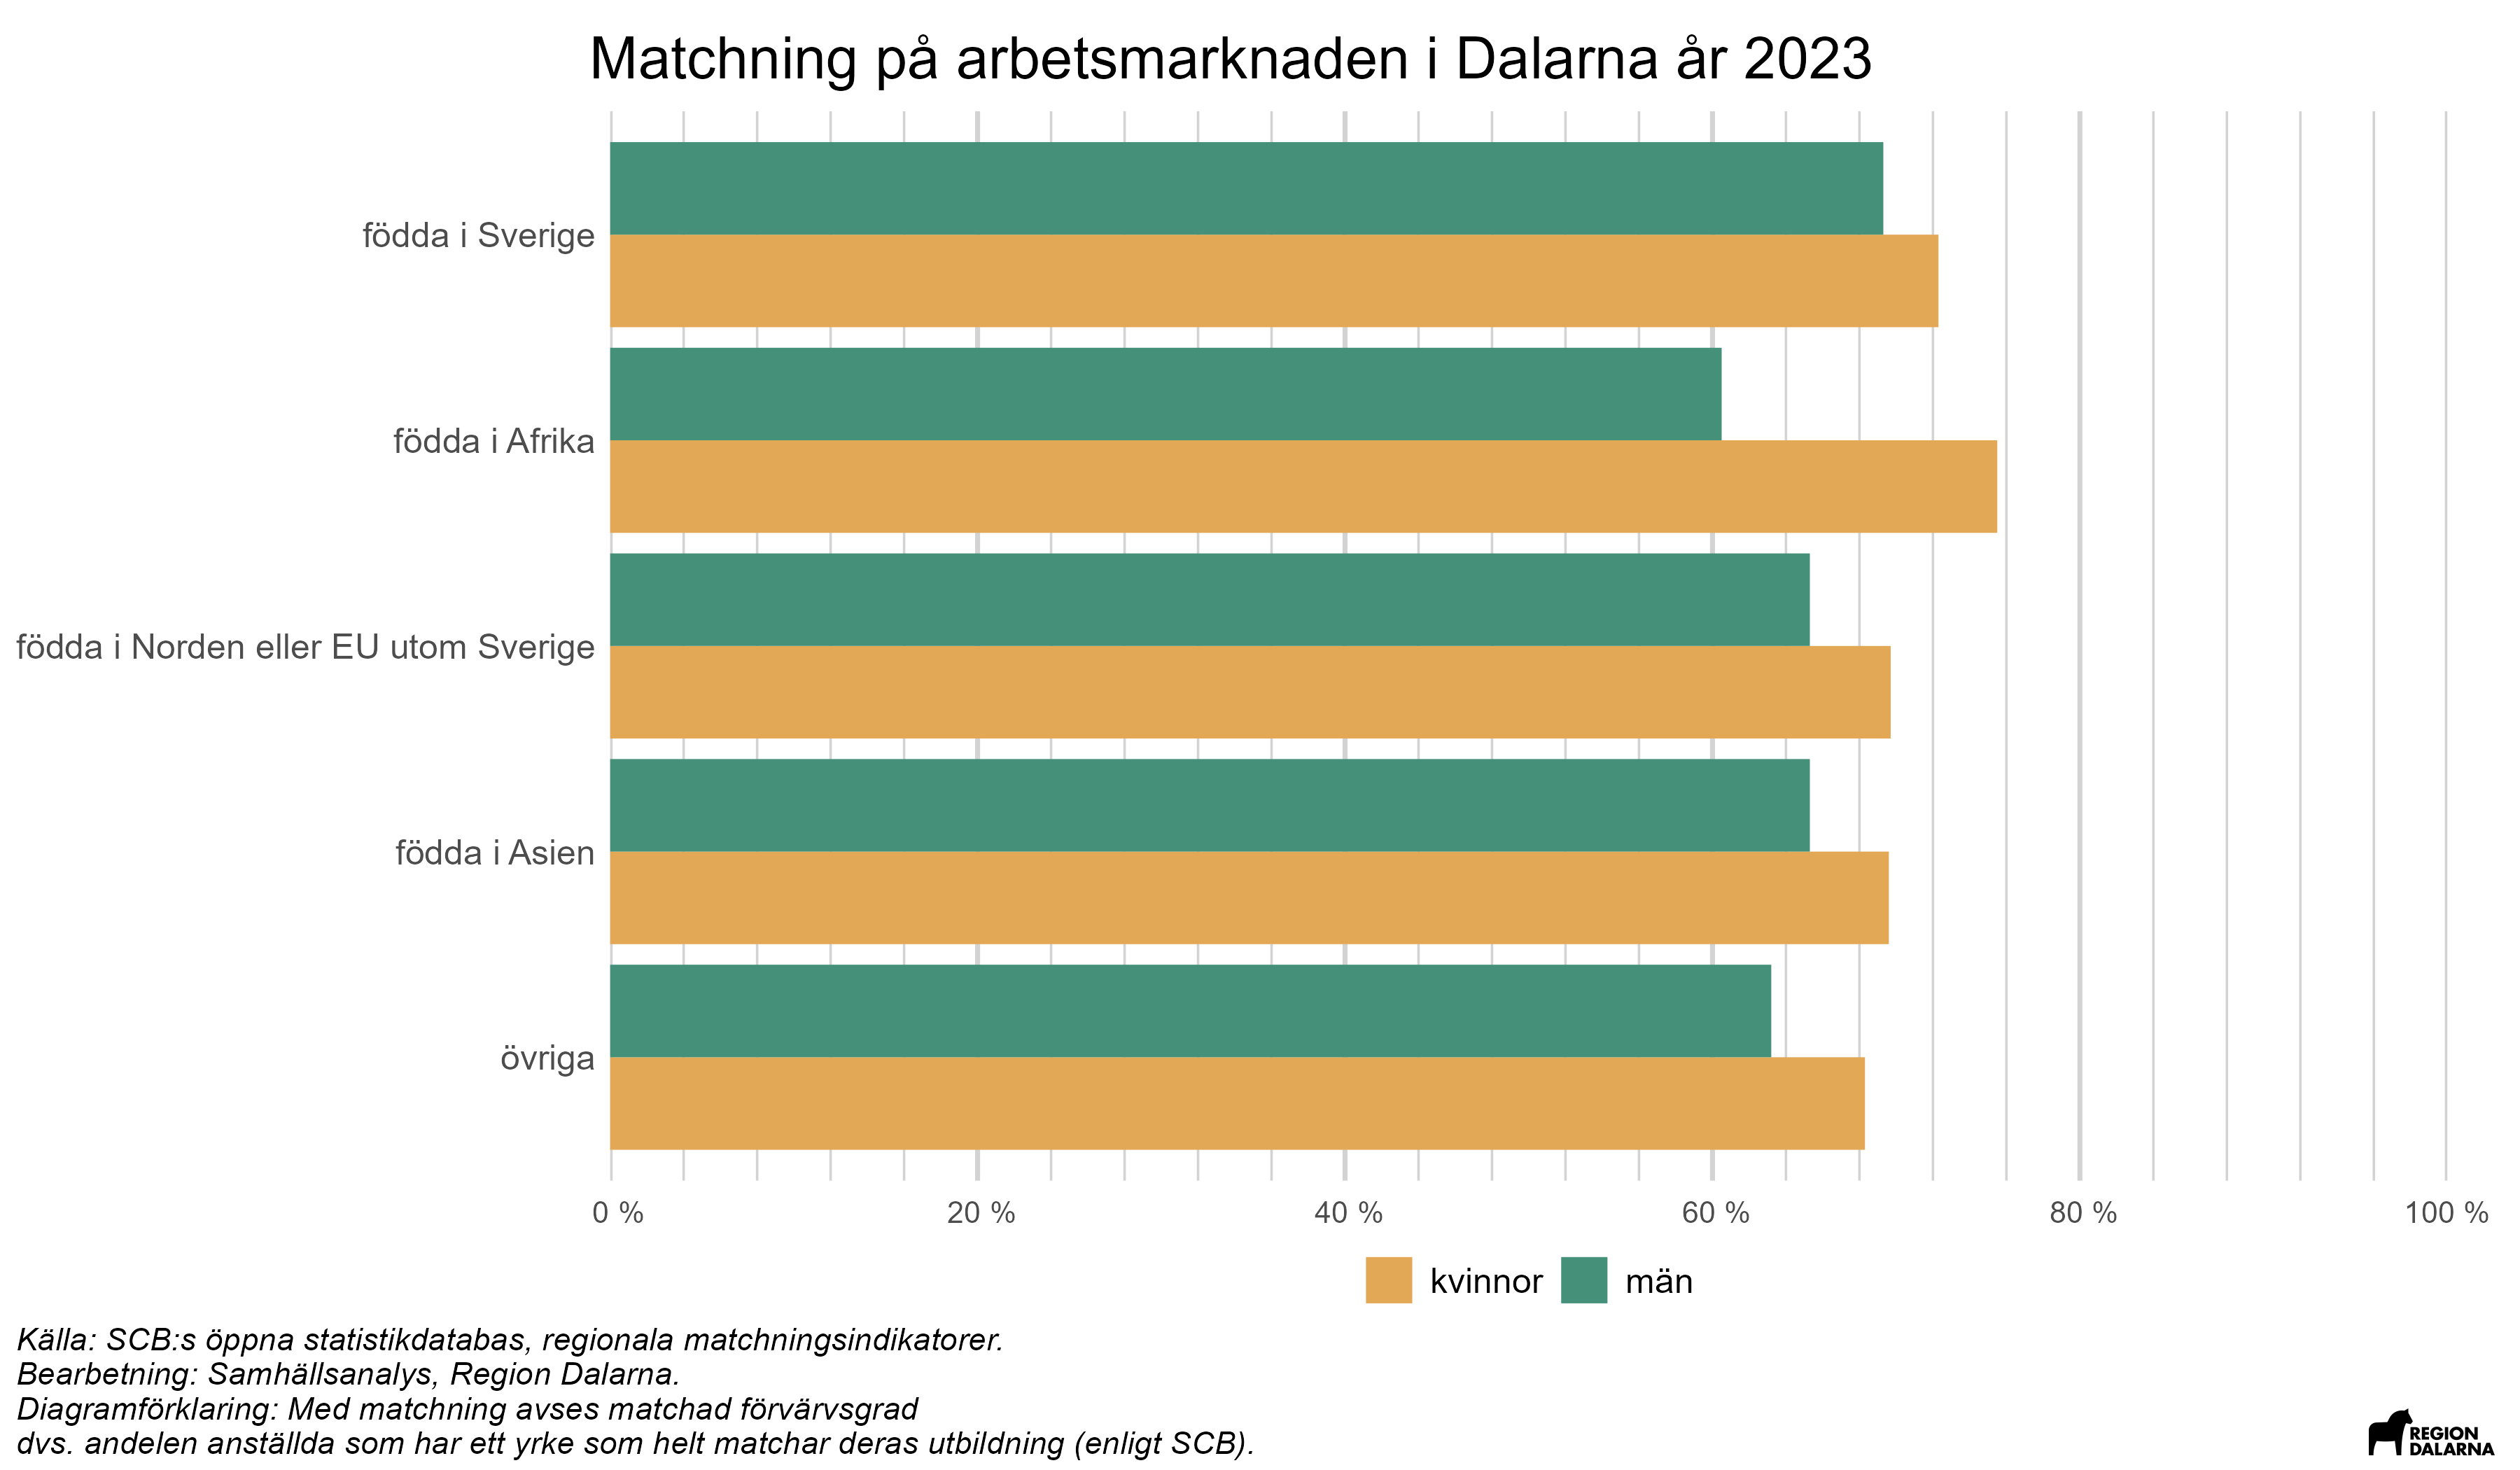 Matchning på arbetsmarknaden i Dalarna år 2023
födda i Sverige
födda i Afrika
födda i Norden eller EU utom Sverige
födda i Asien
övriga
0 % 20 % 40 % 60 % 80 % 100 %
kvinnor män
Källa: SCB:s öppna statistikdatabas, regionala matchningsindikatorer.
Bearbetning: Samhällsanalys, Region Dalarna.
Diagramförklaring: Med matchning avses matchad förvärvsgrad
dvs. andelen anställda som har ett yrke som helt matchar deras utbildning (enligt SCB).
REGION
DALARNA